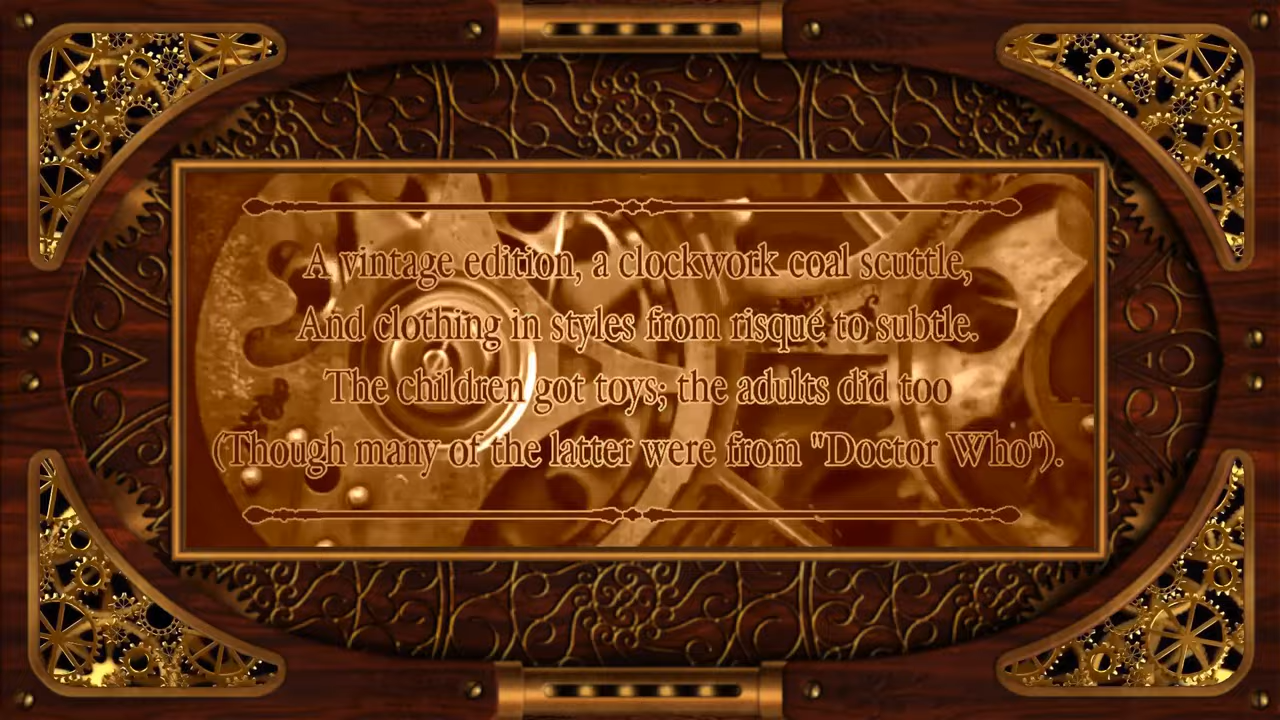 A vintage edition, a clockwork coal scuttle,
And clothing in styles from risqué to subtle.
The children got toys; the adults did too
(Though many of the latter were from "Doctor Who").